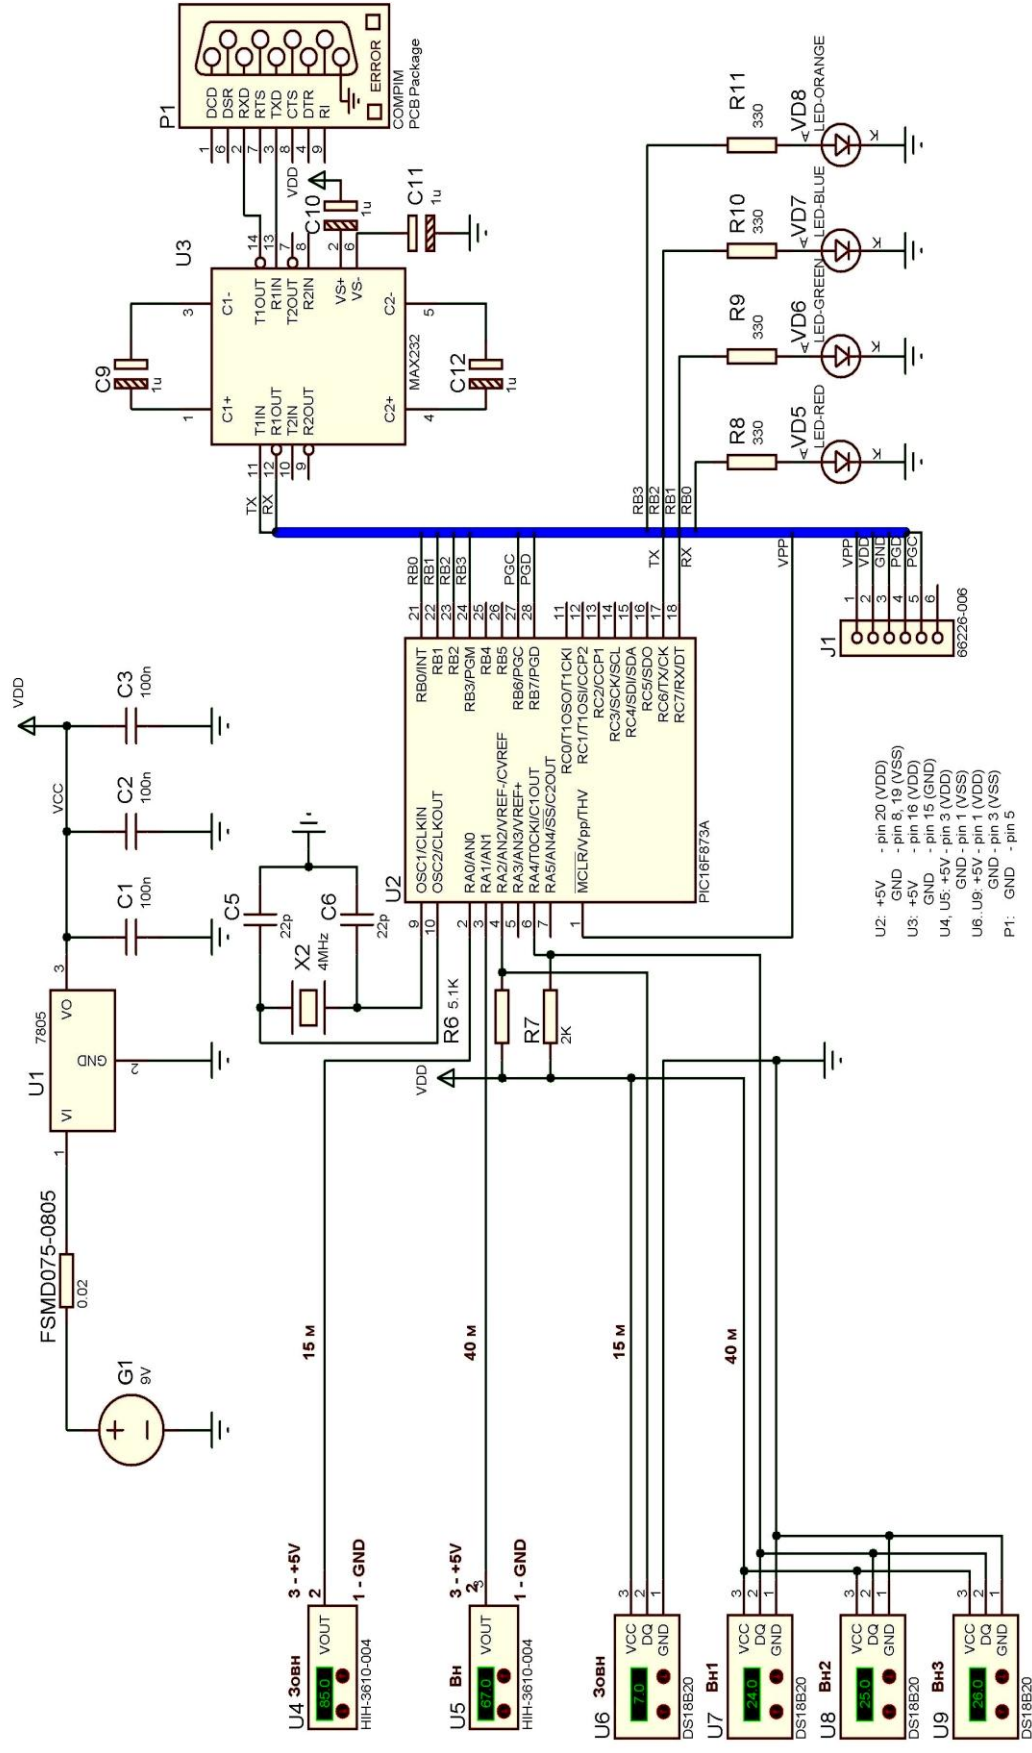 G1
9V
FSMD075-0805
0.02
U1
7805
1
VI
VO
3
GND
2
VCC
VDD
C1
100n
C2
100n
C3
100n
C9
1u
U3
1
C1+
C1-
3
11
T1IN
T1OUT
14
12
R1OUT
R1IN
13
10
T2IN
T2OUT
7
9
R2OUT
R2IN
8
VS+
2
VS-
6
4
C2+
C2-
5
MAX232
C12
1u
TX
RX
VDD
C10
1u
C11
1u
P1
1
DCD
6
DSR
2
RXD
7
RTS
3
TXD
8
CTS
4
DTR
9
RI
ERROR
COMPIM
PCB Package
C5
22p
X2
4MHz
C6
22p
U2
9
OSC1/CLKIN
10
OSC2/CLKOUT
2
RA0/AN0
3
RA1/AN1
4
RA2/AN2/VREF-/CVREF
5
RA3/AN3/VREF+
6
RA4/T0CKI/C1OUT
7
RA5/AN4/SS/C2OUT
1
MCLR/Vpp/THV
RB0/INT
21
RB0
RB1
22
RB1
RB2
23
RB2
RB3/PGM
24
RB3
RB4
25
RB5
26
RB6/PGC
27
PGC
RB7/PGD
28
PGD
RC0/T1OSO/T1CKI
11
RC1/T1OSI/CCP2
12
RC2/CCP1
13
RC3/SCK/SCL
14
RC4/SDI/SDA
15
RC5/SDO
16
RC6/TX/CK
17
TX
RC7/RX/DT
18
RX
PIC16F873A
VPP
R6
5.1K
R7
2K
VDD
U4 Зовн
85.0
VOUT
HIH-3610-004
3 - +5V
2
1 - GND
15 м
U5 Вн
67.0
VOUT
HIH-3610-004
3 - +5V
2
3
1 - GND
40 м
U6 Зовн
7.0
VCC
3
DQ
2
GND
1
DS18B20
15 м
U7 Вн1
24.0
VCC
3
DQ
2
GND
1
DS18B20
40 м
U8 Вн2
25.0
VCC
3
DQ
2
GND
1
DS18B20
U9 Вн3
26.0
VCC
3
DQ
2
GND
1
DS18B20
RB3
RB2
RB1
RB0
R8
330
VD5
LED-RED
A
K
R9
330
VD6
LED-GREEN
A
K
R10
330
VD7
LED-BLUE
A
K
R11
330
VD8
LED-ORANGE
A
K
J1
1
VPP
2
VDD
3
GND
4
PGD
5
PGC
6
66226-006
U2: +5V - pin 20 (VDD)
GND - pin 8, 19 (VSS)
U3: +5V - pin 16 (VDD)
GND - pin 15 (GND)
U4, U5: +5V - pin 3 (VDD)
GND - pin 1 (VSS)
U6..U9: +5V - pin 1 (VDD)
GND - pin 3 (VSS)
P1: GND - pin 5